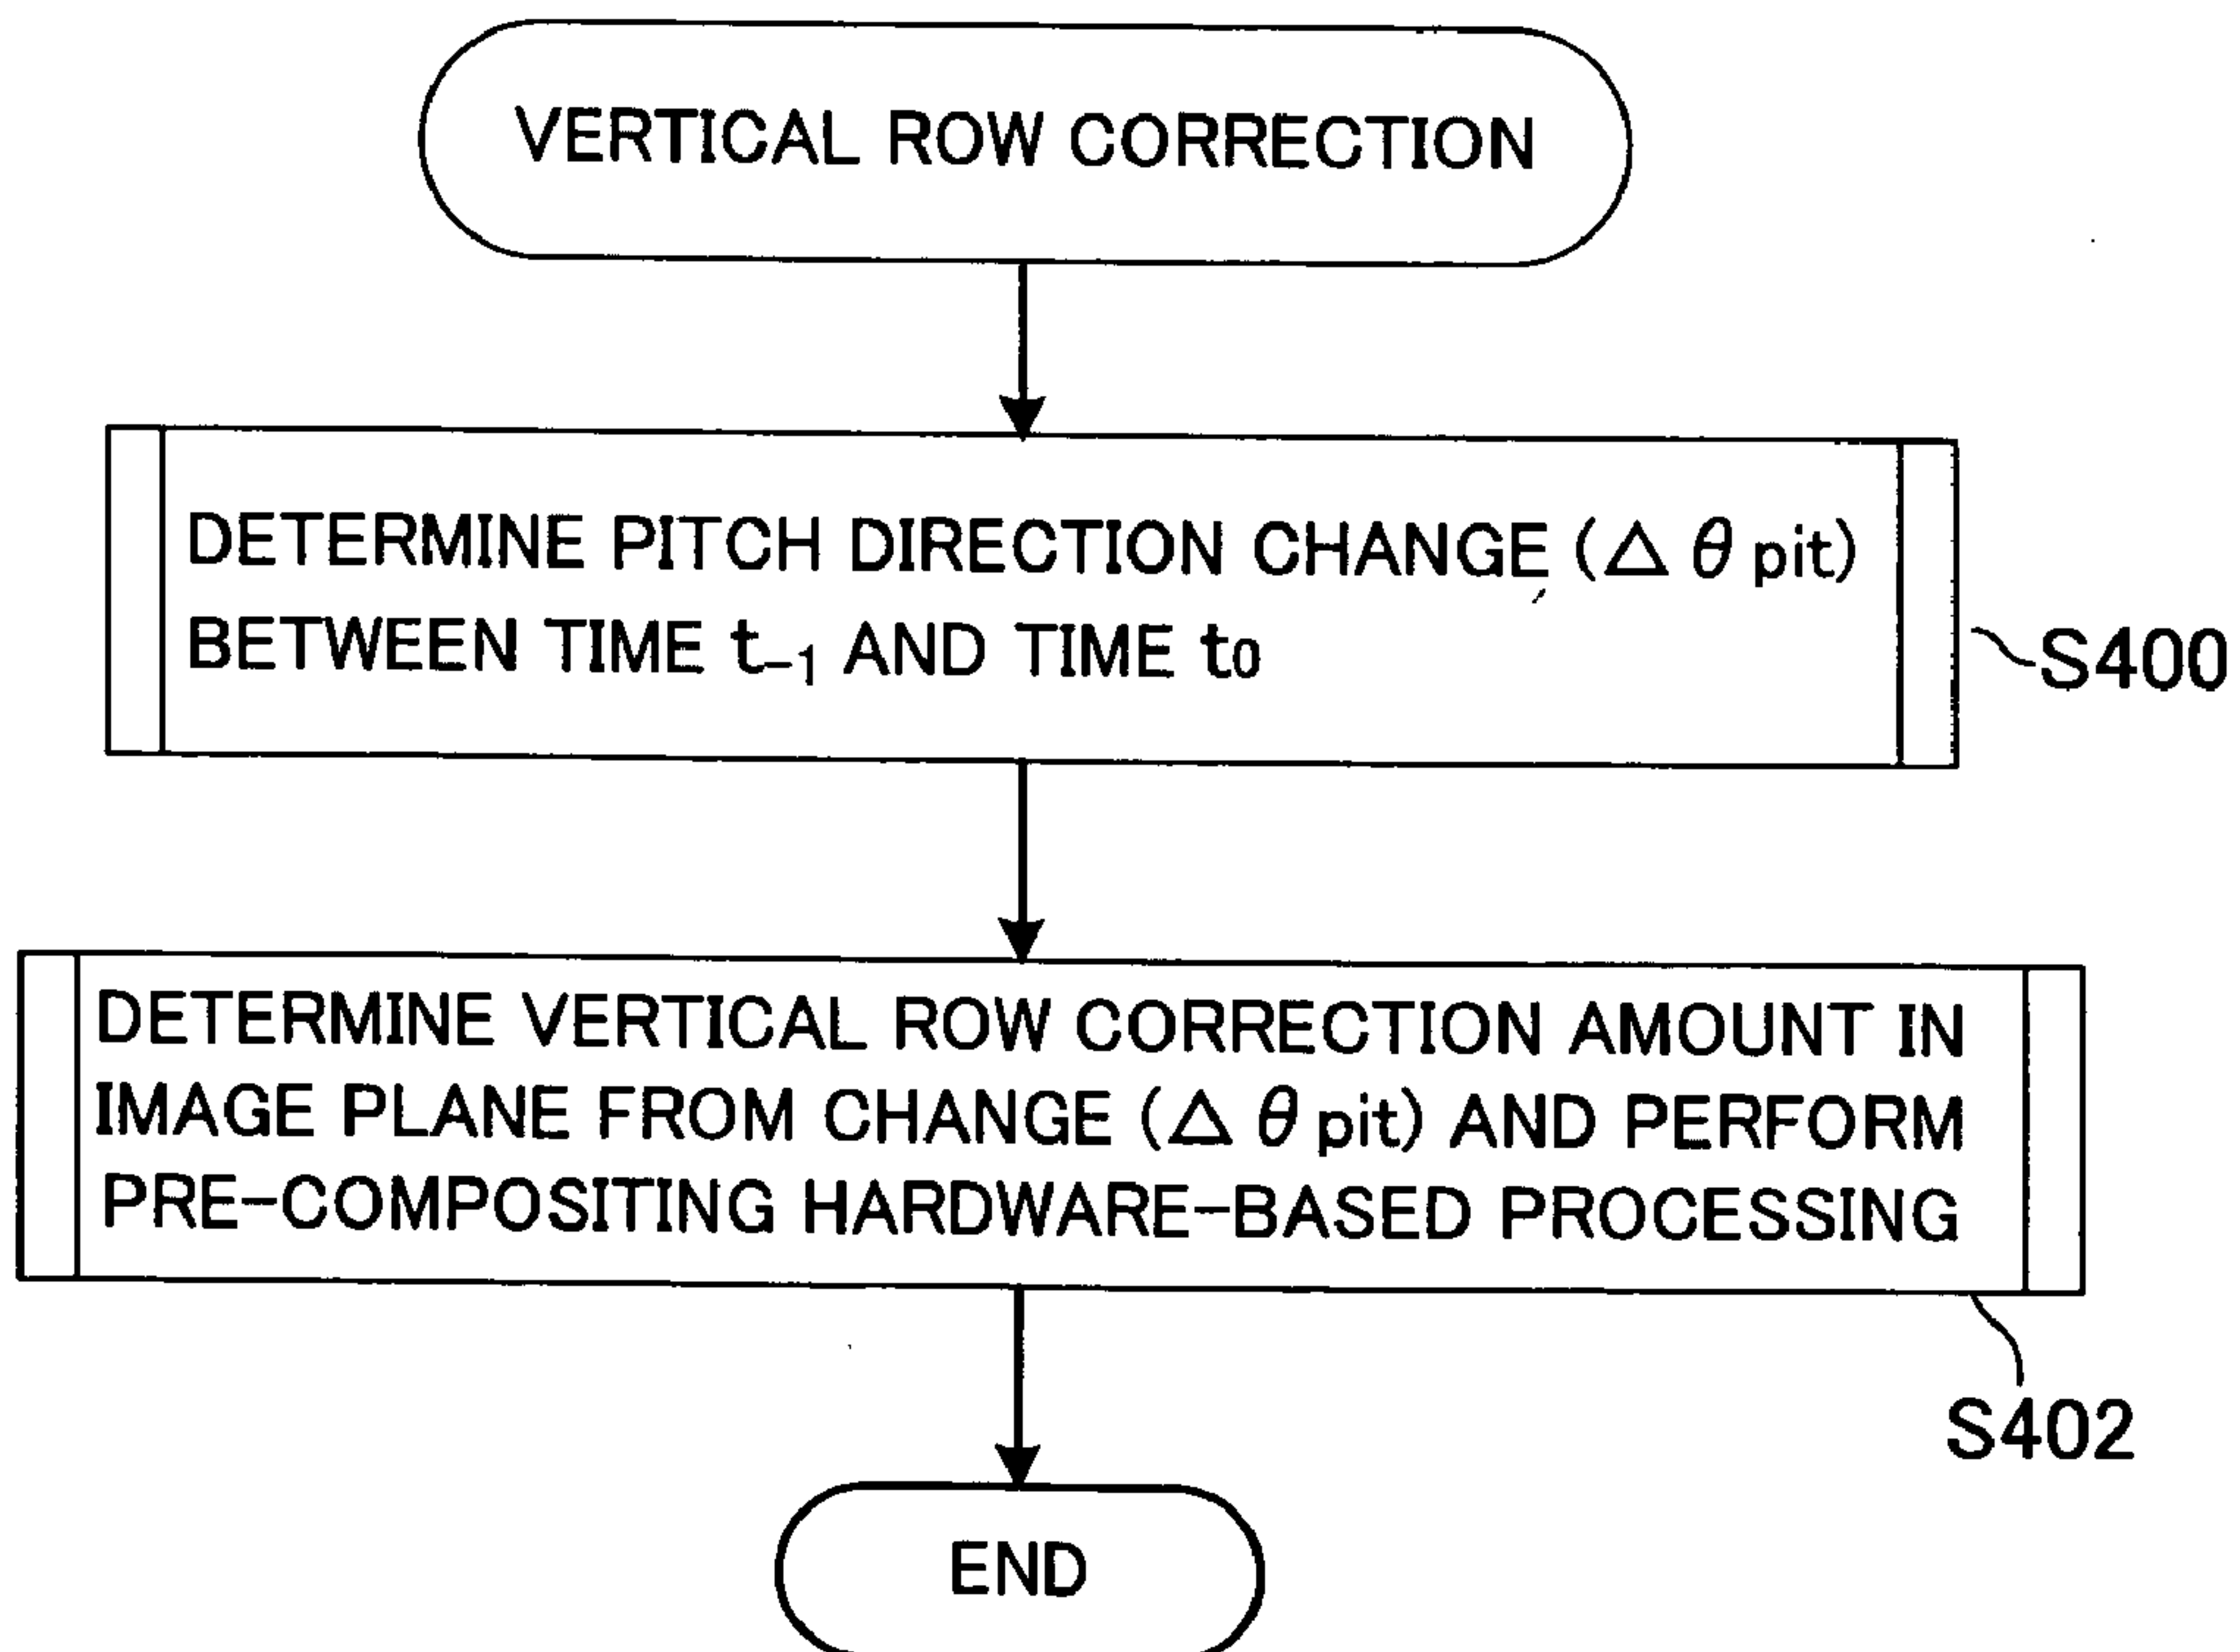 VERTICAL ROW CORRECTION
DETERMINE PITCH DIRECTION CHANGE (△ θ pit)
BETWEEN TIME t₋₁ AND TIME t₀
S400
DETERMINE VERTICAL ROW CORRECTION AMOUNT IN
IMAGE PLANE FROM CHANGE (△ θ pit) AND PERFORM
PRE-COMPOSITING HARDWARE-BASED PROCESSING
S402
END